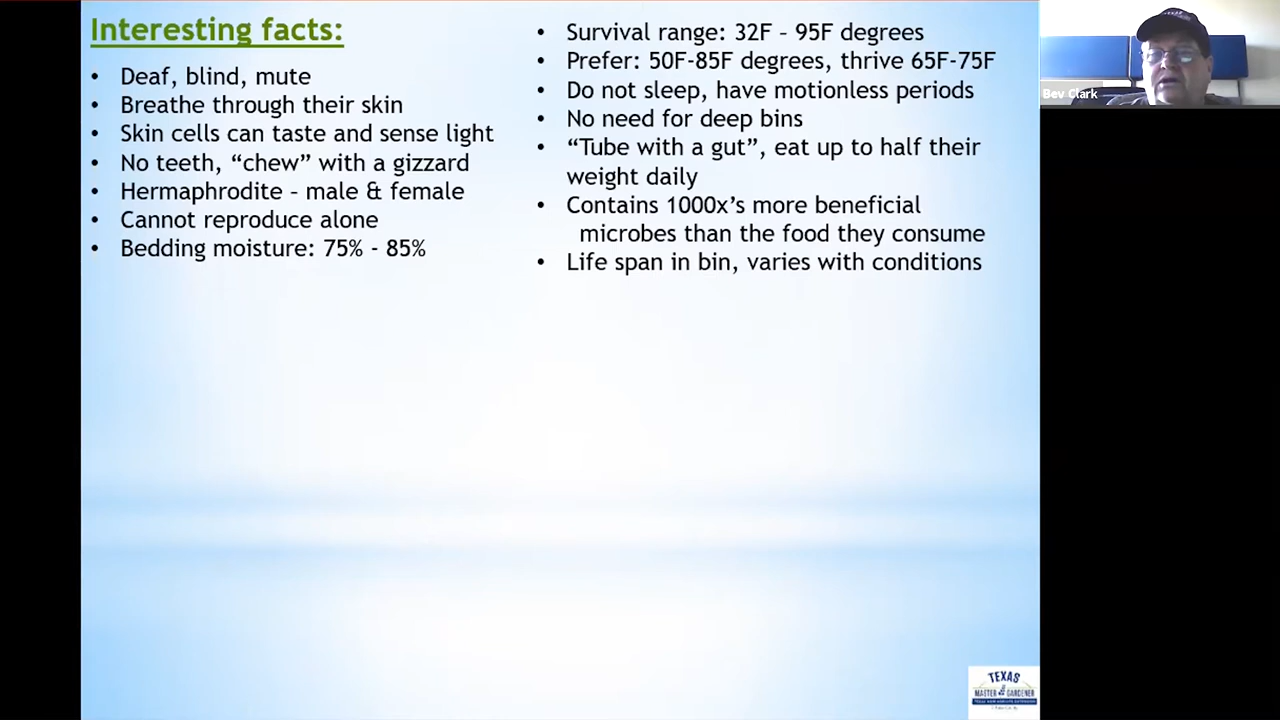 Interesting facts:
• Deaf, blind, mute
• Breathe through their skin
• Skin cells can taste and sense light
• No teeth, “chew” with a gizzard
• Hermaphrodite – male & female
• Cannot reproduce alone
• Bedding moisture: 75% - 85%
• Survival range: 32F – 95F degrees
• Prefer: 50F-85F degrees, thrive 65F-75F
• Do not sleep, have motionless periods
• No need for deep bins
• “Tube with a gut”, eat up to half their
weight daily
• Contains 1000x’s more beneficial
microbes than the food they consume
• Life span in bin, varies with conditions
Bev Clark
TEXAS
MASTER GARDENER